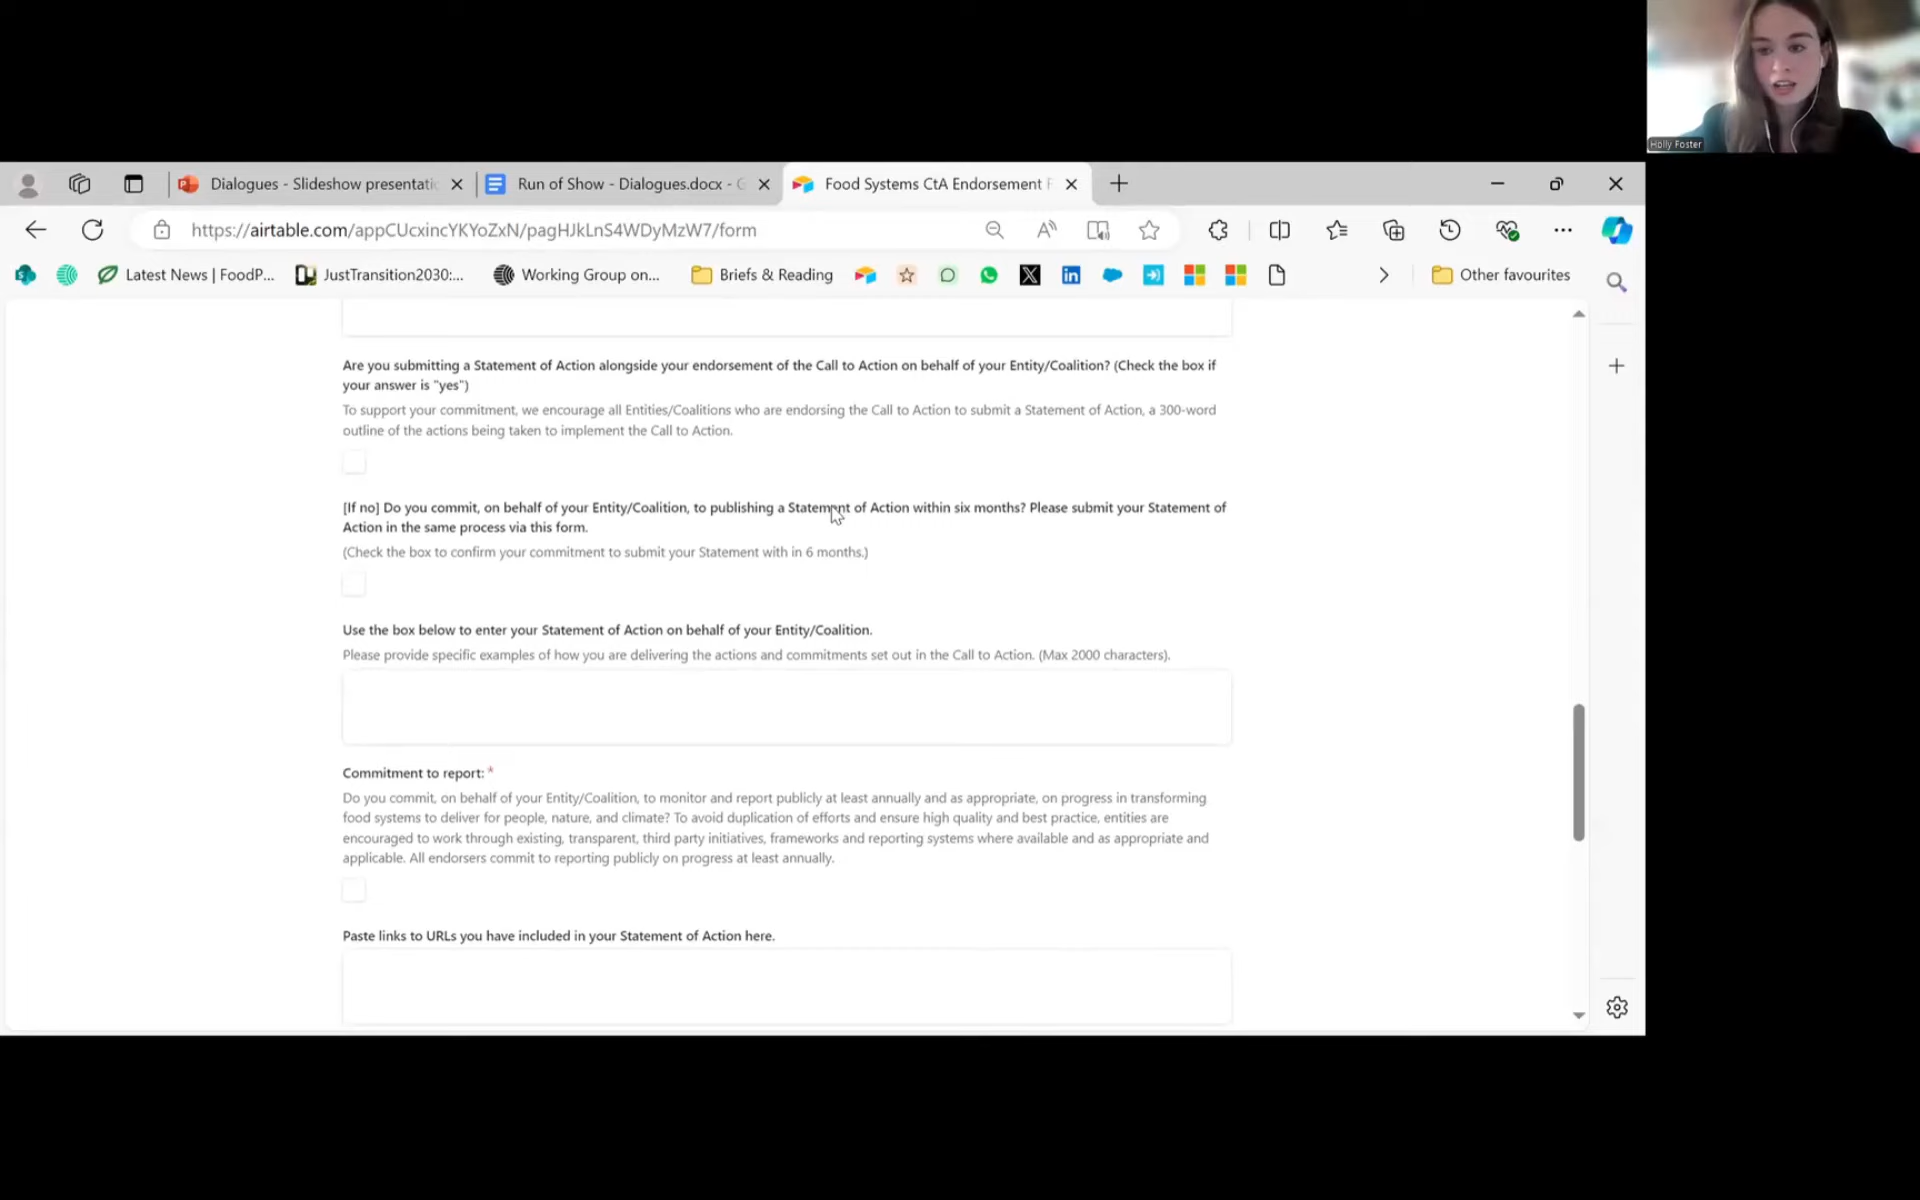 Holly Foster
Dialogues - Slideshow presentatic
Run of Show - Dialogues.docx - G
Food Systems CtA Endorsement F
https://airtable.com/appCUcxincYKYoZxN/pagHJkLnS4WDyMzW7/form
Latest News | FoodP...
JustTransition2030:...
Working Group on...
Briefs & Reading
Other favourites
Are you submitting a Statement of Action alongside your endorsement of the Call to Action on behalf of your Entity/Coalition? (Check the box if
your answer is "yes")
To support your commitment, we encourage all Entities/Coalitions who are endorsing the Call to Action to submit a Statement of Action, a 300-word
outline of the actions being taken to implement the Call to Action.
[If no] Do you commit, on behalf of your Entity/Coalition, to publishing a Statement of Action within six months? Please submit your Statement of
Action in the same process via this form.
(Check the box to confirm your commitment to submit your Statement with in 6 months.)
Use the box below to enter your Statement of Action on behalf of your Entity/Coalition.
Please provide specific examples of how you are delivering the actions and commitments set out in the Call to Action. (Max 2000 characters).
Commitment to report: *
Do you commit, on behalf of your Entity/Coalition, to monitor and report publicly at least annually and as appropriate, on progress in transforming
food systems to deliver for people, nature, and climate? To avoid duplication of efforts and ensure high quality and best practice, entities are
encouraged to work through existing, transparent, third party initiatives, frameworks and reporting systems where available and as appropriate and
applicable. All endorsers commit to reporting publicly on progress at least annually.
Paste links to URLs you have included in your Statement of Action here.